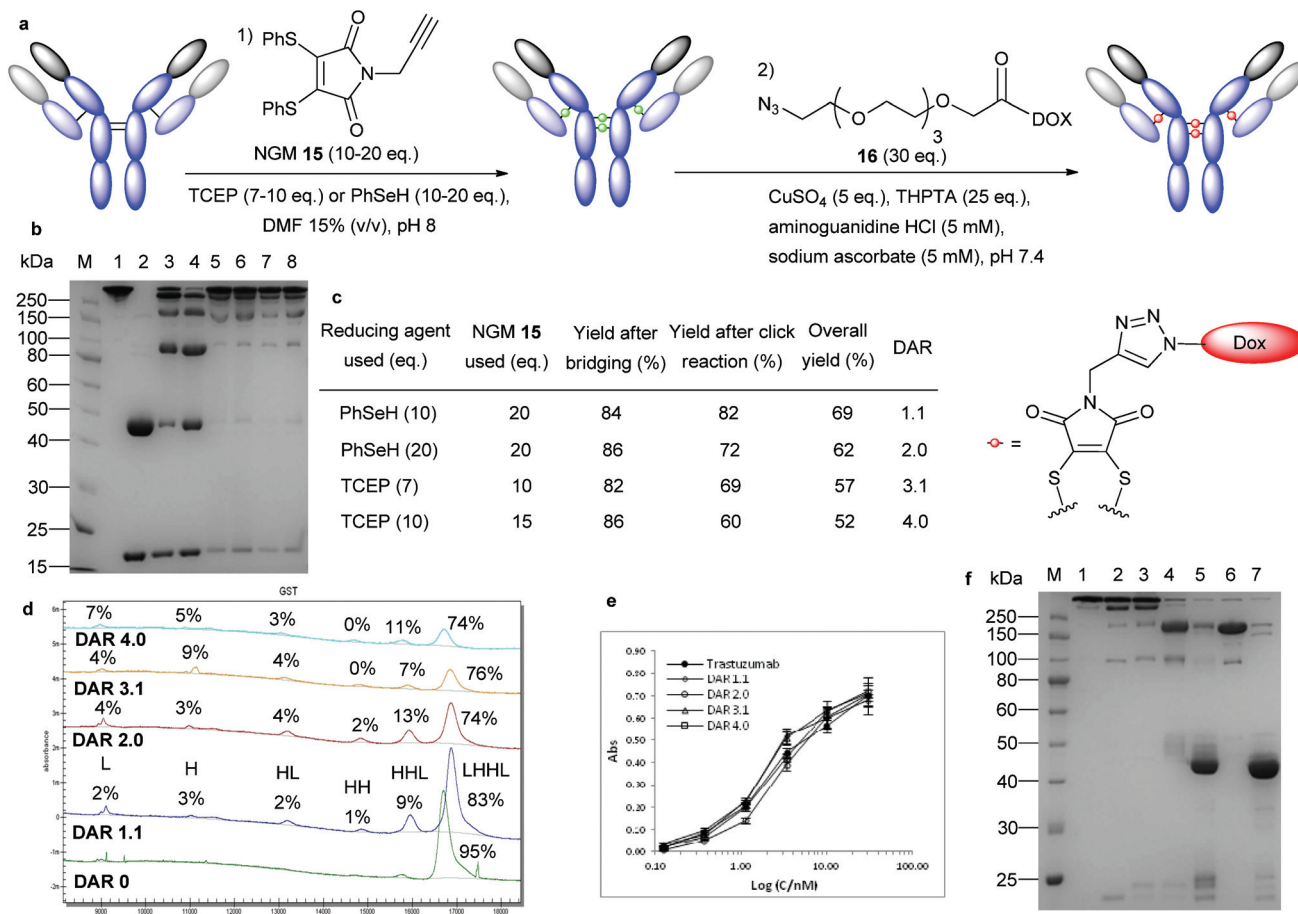 a
1)
PhS
PhS
O
N
O
NGM 15 (10-20 eq.)
TCEP (7-10 eq.) or PhSeH (10-20 eq.),
DMF 15% (v/v), pH 8
2)
N3
O
O
3
O
DOX
16 (30 eq.)
CuSO4 (5 eq.), THPTA (25 eq.),
aminoguanidine HCl (5 mM),
sodium ascorbate (5 mM), pH 7.4
b
kDa M 1 2 3 4 5 6 7 8
250
150
100
80
60
50
40
30
25
15
c
Reducing agent used (eq.) NGM 15 used (eq.) Yield after bridging (%) Yield after click reaction (%) Overall yield (%) DAR
PhSeH (10) 20 84 82 69 1.1
PhSeH (20) 20 86 72 62 2.0
TCEP (7) 10 82 69 57 3.1
TCEP (10) 15 86 60 52 4.0
N=N
N
Dox
N
O
O
S
S
=
d
GST
absorbance
6m
5m
3m
2m
0
-1m
-2m
7% 5% 3% 0% 11% 74%
DAR 4.0
4% 9% 4% 0% 7% 76%
DAR 3.1
4% 3% 4% 2% 13% 74%
DAR 2.0
L H HL HH HHL LHHL
2% 3% 2% 1% 9% 83%
DAR 1.1
95%
DAR 0
9000 10000 11000 12000 13000 14000 15000 16000 17000 18000
e
Abs
0.90
0.80
0.70
0.60
0.50
0.40
0.30
0.20
0.10
0.00
Trastuzumab
DAR 1.1
DAR 2.0
DAR 3.1
DAR 4.0
0.10 1.00 10.00 100.00
Log (C/nM)
f
kDa M 1 2 3 4 5 6 7
250
150
100
80
60
50
40
30
25